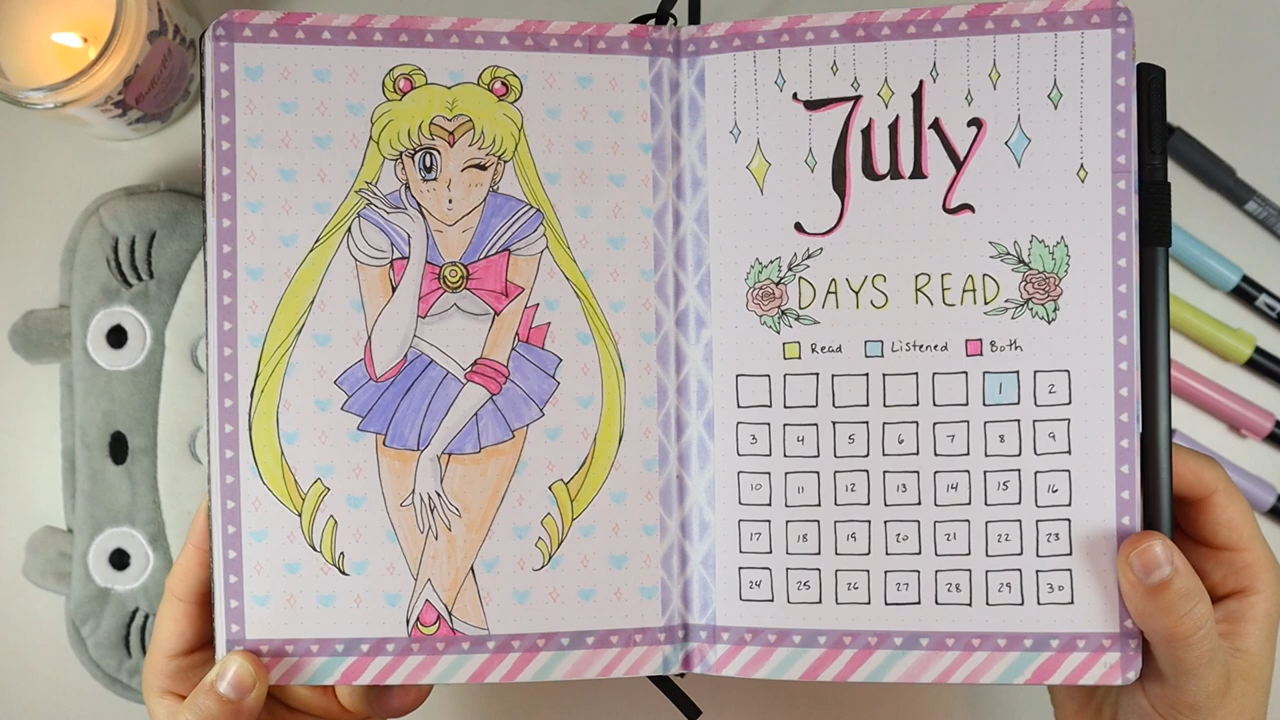 July
DAYS READ
Read Listened Both
1 2
3 4 5 6 7 8 9
10 11 12 13 14 15 16
17 18 19 20 21 22 23
24 25 26 27 28 29 30